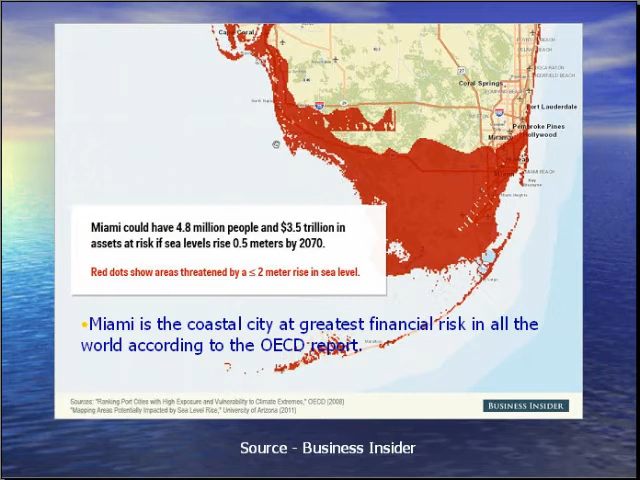 Cape Coral
Coral Springs
Fort Lauderdale
Pembroke Pines
Hollywood
Miramar
Miami could have 4.8 million people and $3.5 trillion in
assets at risk if sea levels rise 0.5 meters by 2070.
Red dots show areas threatened by a ≤ 2 meter rise in sea level.
•Miami is the coastal city at greatest financial risk in all the
world according to the OECD report.
Sources: "Ranking Port Cities with High Exposure and Vulnerability to Climate Extremes," OECD (2008)
"Mapping Areas Potentially Impacted by Sea Level Rise," University of Arizona (2011)
BUSINESS INSIDER
Source - Business Insider